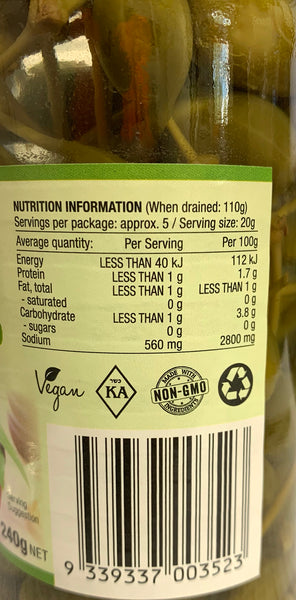 NUTRITION INFORMATION (When drained: 110g)
Servings per package: approx. 5 / Serving size: 20g
Average quantity: Per Serving Per 100g
Energy LESS THAN 40 kJ 112 kJ
Protein LESS THAN 1 g 1.7 g
Fat, total LESS THAN 1 g LESS THAN 1 g
- saturated 0 g 0 g
Carbohydrate LESS THAN 1 g 3.8 g
- sugars 0 g 0 g
Sodium 560 mg 2800 mg
Vegan
כשר
KA
MADE WITH
NON-GMO
INGREDIENTS
Serving
Suggestion
240g NET
9 339337 003523